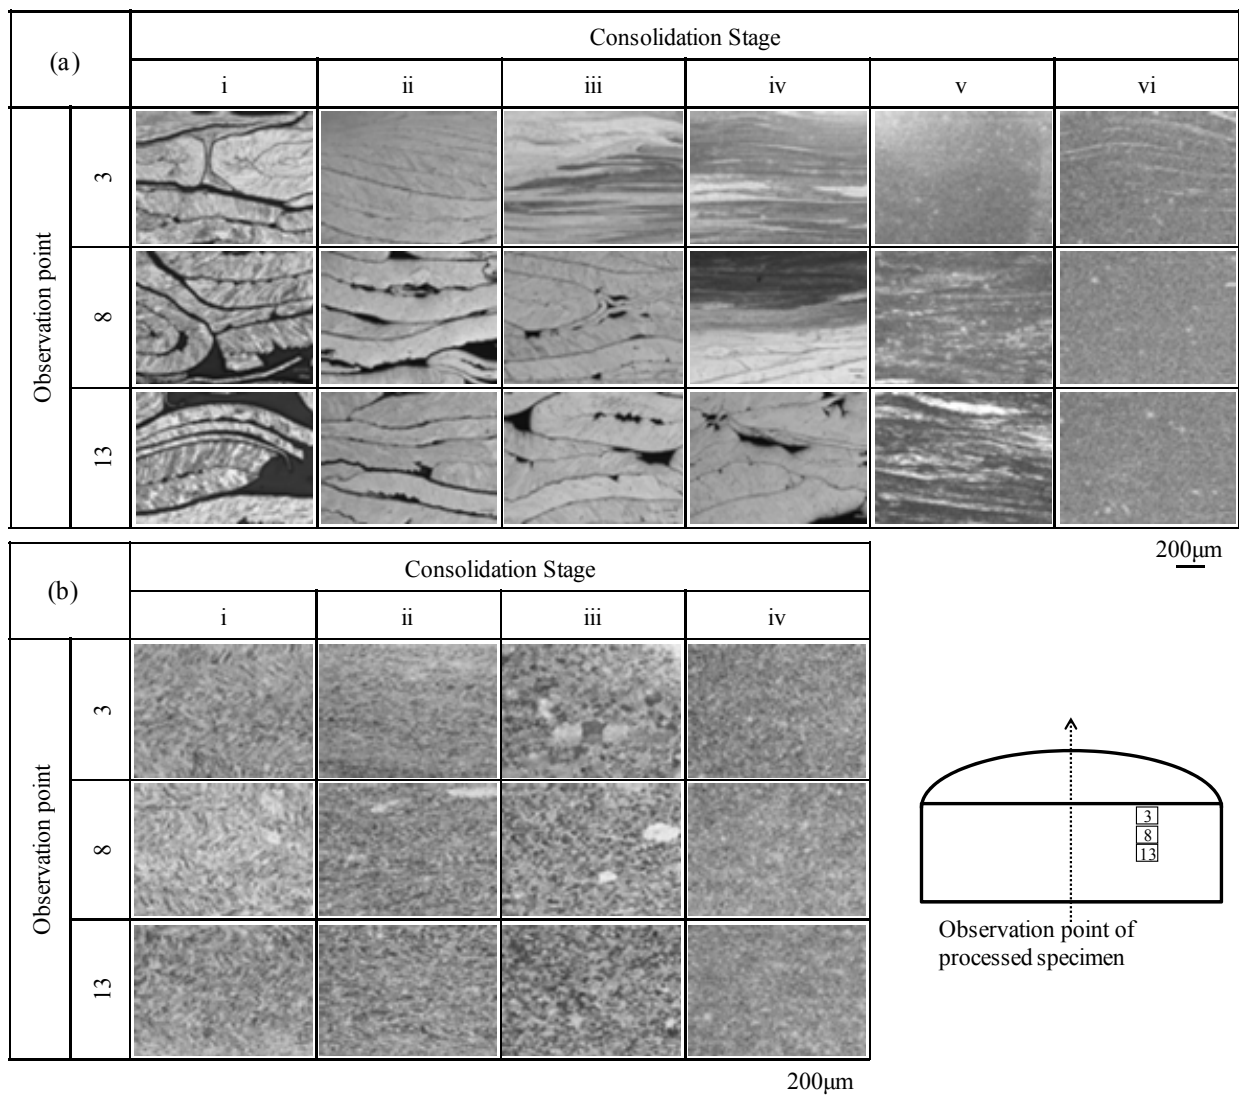 (a)
Consolidation Stage
i ii iii iv v vi
Observation point
3
8
13
200μm
(b)
Consolidation Stage
i ii iii iv
Observation point
3
8
13
200μm
3
8
13
Observation point of
processed specimen